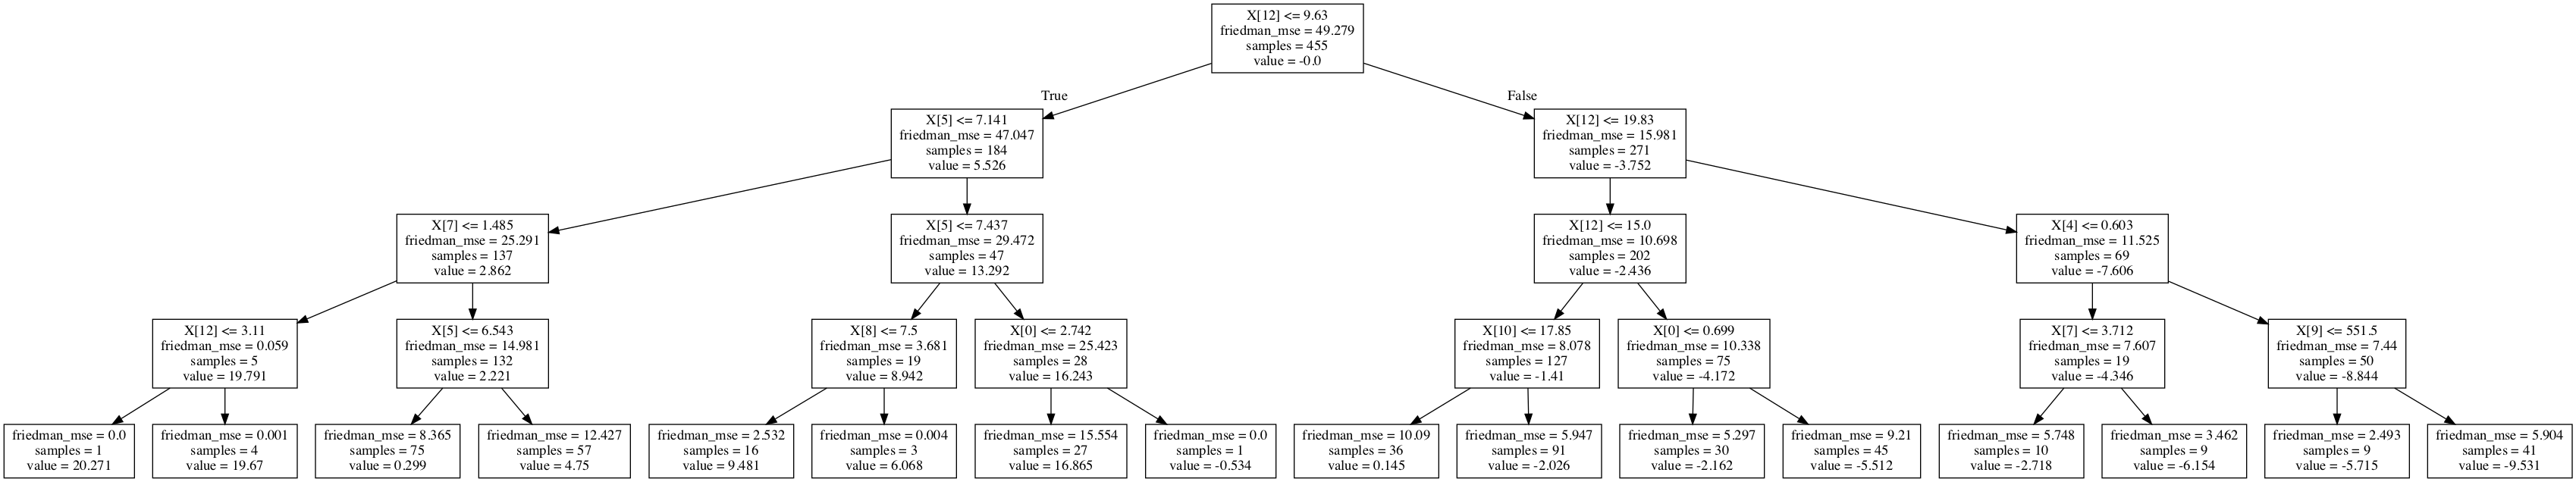 X[12] <= 9.63
friedman_mse = 49.279
samples = 455
value = -0.0
True
False
X[5] <= 7.141
friedman_mse = 47.047
samples = 184
value = 5.526
X[12] <= 19.83
friedman_mse = 15.981
samples = 271
value = -3.752
X[7] <= 1.485
friedman_mse = 25.291
samples = 137
value = 2.862
X[5] <= 7.437
friedman_mse = 29.472
samples = 47
value = 13.292
X[12] <= 15.0
friedman_mse = 10.698
samples = 202
value = -2.436
X[4] <= 0.603
friedman_mse = 11.525
samples = 69
value = -7.606
X[12] <= 3.11
friedman_mse = 0.059
samples = 5
value = 19.791
X[5] <= 6.543
friedman_mse = 14.981
samples = 132
value = 2.221
X[8] <= 7.5
friedman_mse = 3.681
samples = 19
value = 8.942
X[0] <= 2.742
friedman_mse = 25.423
samples = 28
value = 16.243
X[10] <= 17.85
friedman_mse = 8.078
samples = 127
value = -1.41
X[0] <= 0.699
friedman_mse = 10.338
samples = 75
value = -4.172
X[7] <= 3.712
friedman_mse = 7.607
samples = 19
value = -4.346
X[9] <= 551.5
friedman_mse = 7.44
samples = 50
value = -8.844
friedman_mse = 0.0
samples = 1
value = 20.271
friedman_mse = 0.001
samples = 4
value = 19.67
friedman_mse = 8.365
samples = 75
value = 0.299
friedman_mse = 12.427
samples = 57
value = 4.75
friedman_mse = 2.532
samples = 16
value = 9.481
friedman_mse = 0.004
samples = 3
value = 6.068
friedman_mse = 15.554
samples = 27
value = 16.865
friedman_mse = 0.0
samples = 1
value = -0.534
friedman_mse = 10.09
samples = 36
value = 0.145
friedman_mse = 5.947
samples = 91
value = -2.026
friedman_mse = 5.297
samples = 30
value = -2.162
friedman_mse = 9.21
samples = 45
value = -5.512
friedman_mse = 5.748
samples = 10
value = -2.718
friedman_mse = 3.462
samples = 9
value = -6.154
friedman_mse = 2.493
samples = 9
value = -5.715
friedman_mse = 5.904
samples = 41
value = -9.531